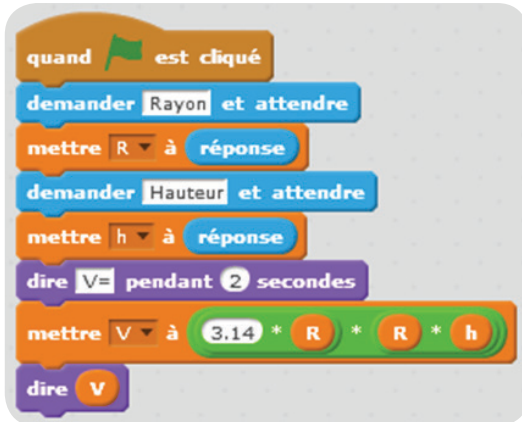 quand est cliqué
demander Rayon et attendre
mettre R à réponse
demander Hauteur et attendre
mettre h à réponse
dire V= pendant 2 secondes
mettre V à 3.14 * R * R * h
dire V